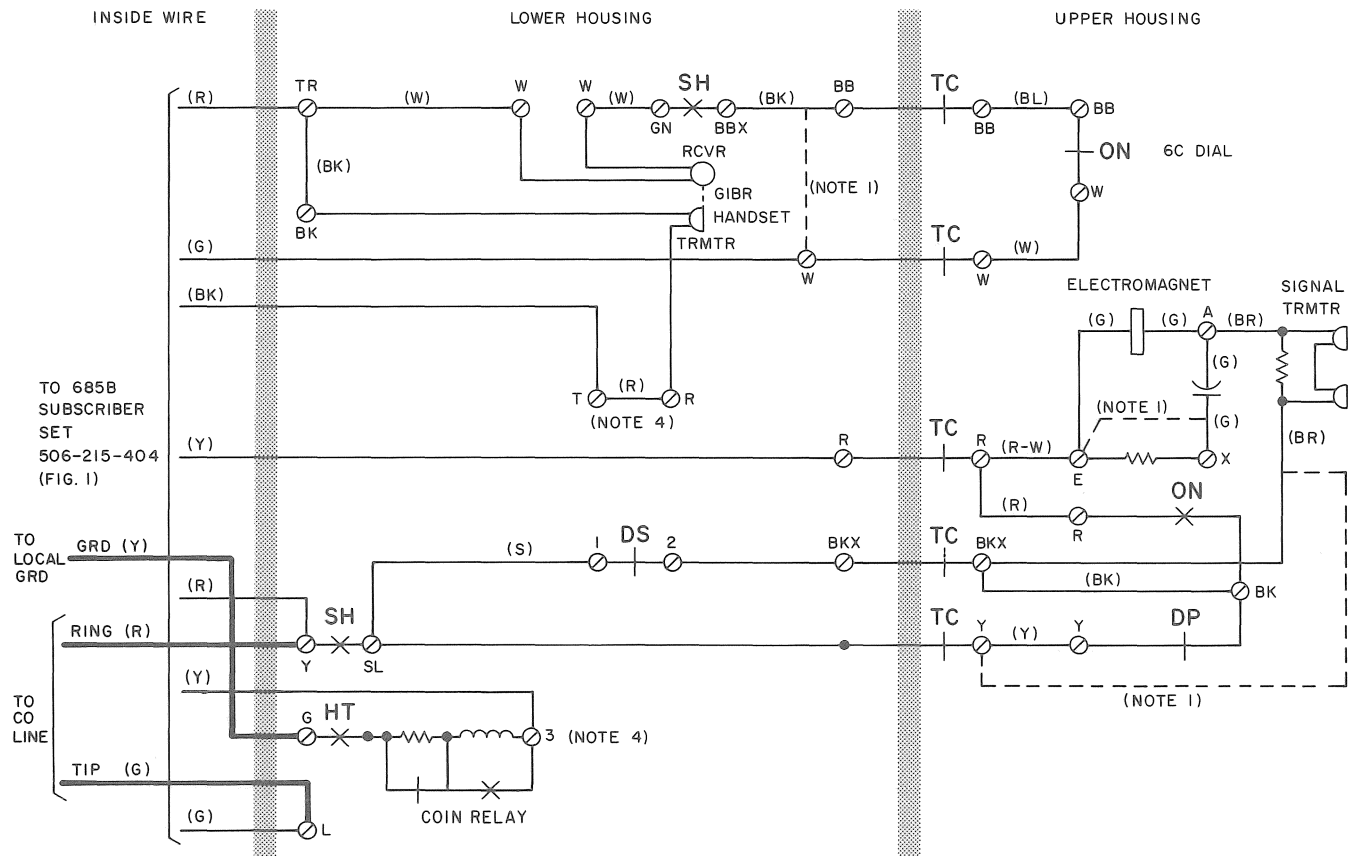 INSIDE WIRE
LOWER HOUSING
UPPER HOUSING
(R)
TR
(W)
W
W
(W)
GN
SH
BBX
(BK)
BB
TC
BB
(BL)
BB
ON
6C DIAL
W
(BK)
RCVR
GIBR
HANDSET
TRMTR
(NOTE 1)
BK
(G)
W
TC
W
(W)
(BK)
ELECTROMAGNET
SIGNAL
TRMTR
(G)
(G)
A
(BR)
(G)
(NOTE 1)
(G)
(BR)
T
(R)
R
(NOTE 4)
TO 685B
SUBSCRIBER
SET
506-215-404
(FIG. 1)
(Y)
R
TC
R
(R-W)
E
X
(R)
R
ON
TO
LOCAL
GRD
GRD (Y)
(S)
1
DS
2
BKX
TC
BKX
(BK)
BK
(R)
RING (R)
Y
SH
SL
TC
Y
(Y)
Y
DP
(NOTE 1)
(Y)
TO
CO
LINE
G
HT
3
(NOTE 4)
TIP (G)
COIN RELAY
(G)
L